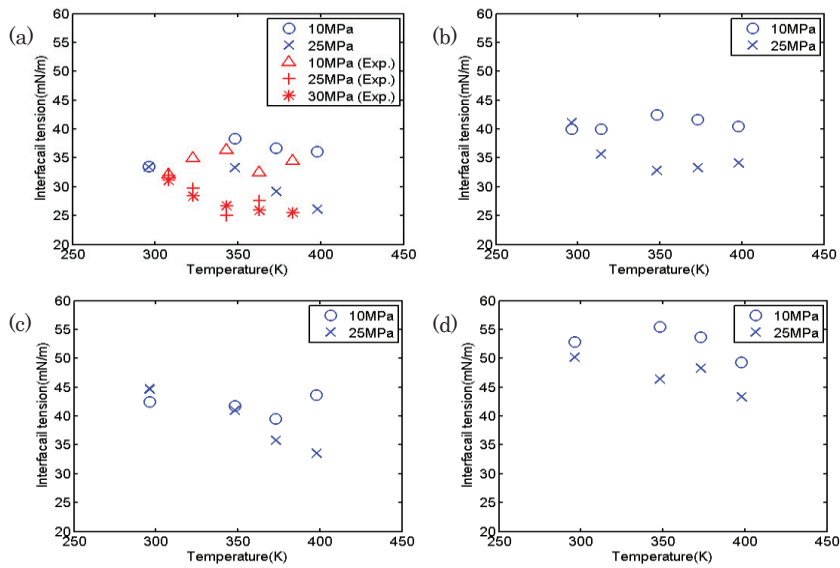 (a)
60
55
50
45
40
35
30
25
20
250
300
350
400
450
Interfacail tension(mN/m)
Temperature(K)
10MPa
25MPa
10MPa (Exp.)
25MPa (Exp.)
30MPa (Exp.)
(b)
60
55
50
45
40
35
30
25
20
250
300
350
400
450
Interfacail tension(mN/m)
Temperature(K)
10MPa
25MPa
(c)
60
55
50
45
40
35
30
25
20
250
300
350
400
450
Interfacail tension(mN/m)
Temperature(K)
10MPa
25MPa
(d)
60
55
50
45
40
35
30
25
20
250
300
350
400
450
Interfacail tension(mN/m)
Temperature(K)
10MPa
25MPa